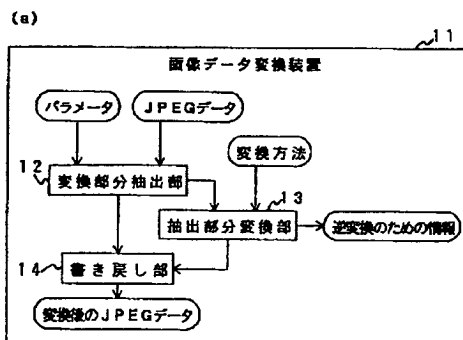 (a)
11
画像データ変換装置
パラメータ
JPEGデータ
変換方法
12
変換部分抽出部
13
抽出部分変換部
逆変換のための情報
14
書き戻し部
変換後のJPEGデータ